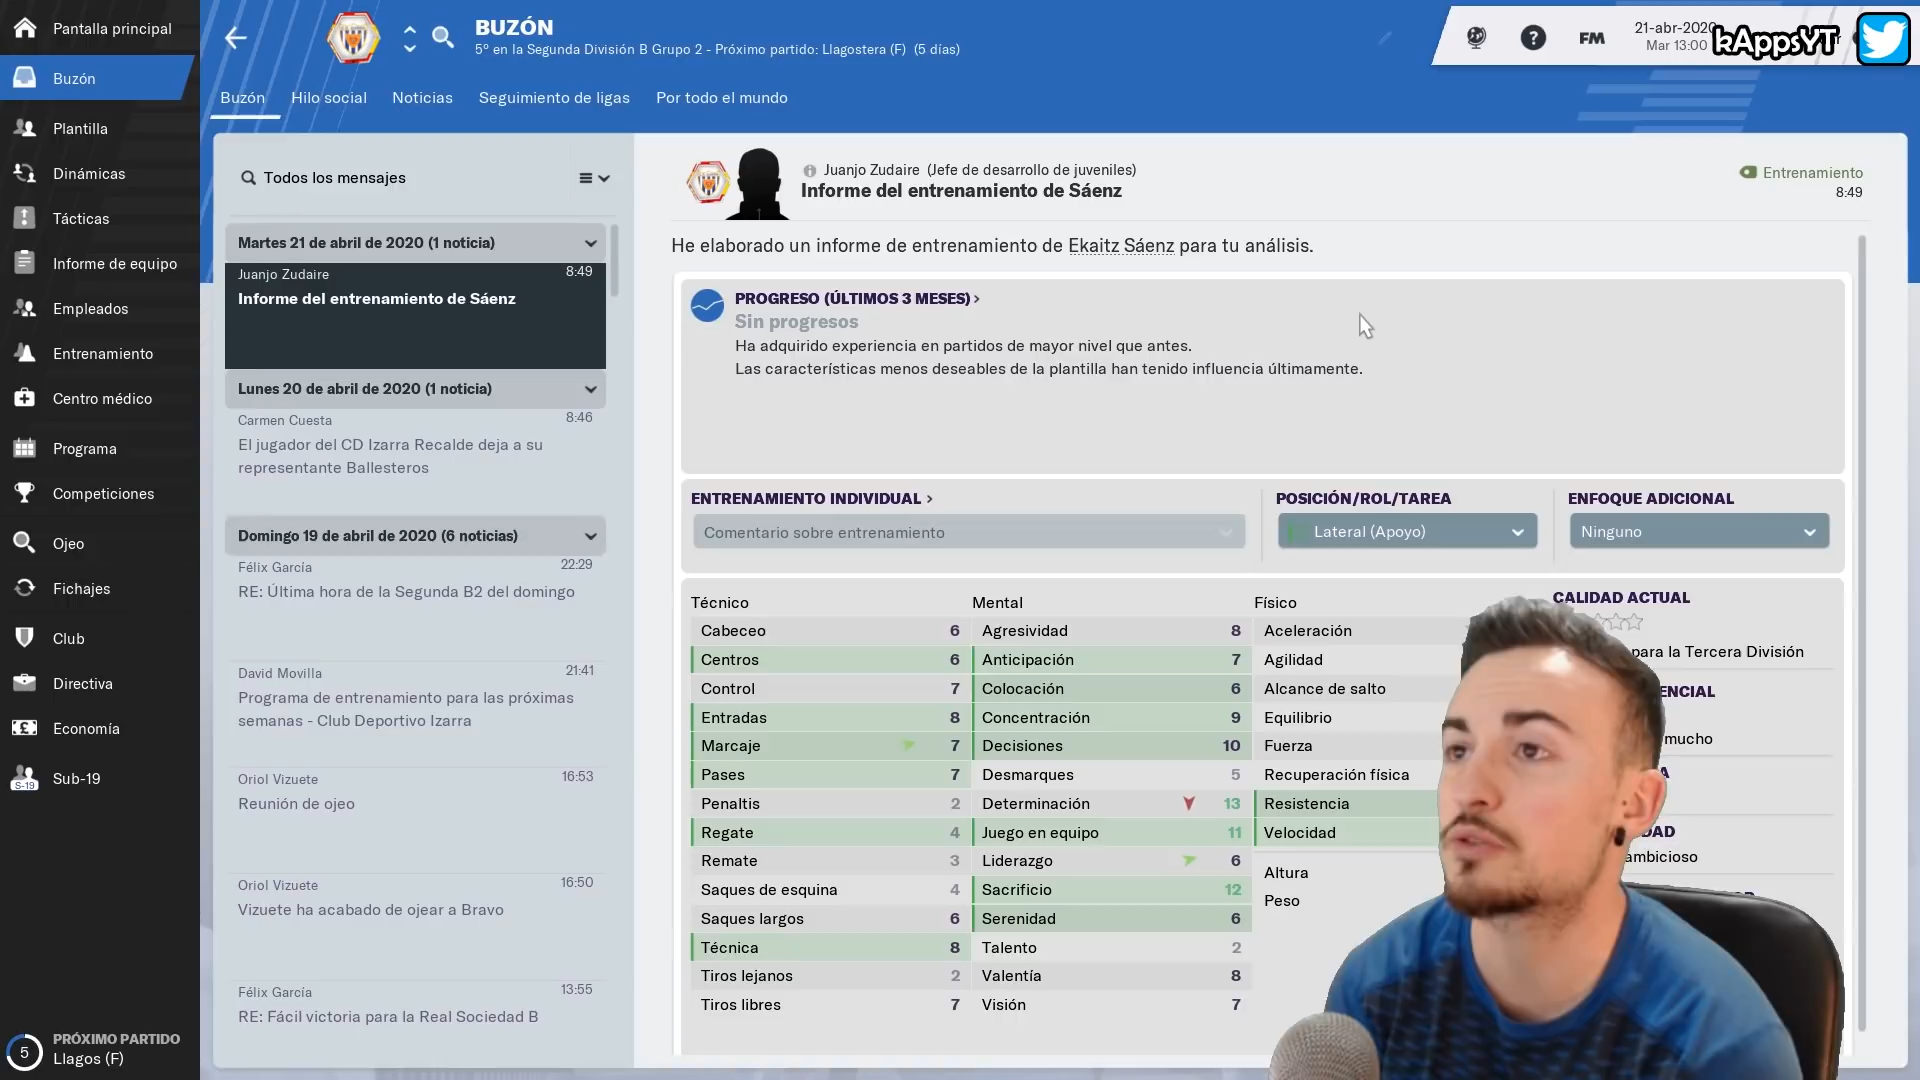 Pantalla principal
Buzón
Plantilla
Dinámicas
Tácticas
Informe de equipo
Empleados
Entrenamiento
Centro médico
Programa
Competiciones
Ojeo
Fichajes
Club
Directiva
Economía
S-19
Sub-19
5
PRÓXIMO PARTIDO
Llagos (F)
BUZÓN
5º en la Segunda División B Grupo 2 - Próximo partido: Llagostera (F) (5 días)
FM
21-abr-2020
Mar 13:00
kAppsYT
Buzón
Hilo social
Noticias
Seguimiento de ligas
Por todo el mundo
Todos los mensajes
Martes 21 de abril de 2020 (1 noticia)
Juanjo Zudaire 8:49
Informe del entrenamiento de Sáenz
Lunes 20 de abril de 2020 (1 noticia)
Carmen Cuesta 8:46
El jugador del CD Izarra Recalde deja a su
representante Ballesteros
Domingo 19 de abril de 2020 (6 noticias)
Félix García 22:29
RE: Última hora de la Segunda B2 del domingo
David Movilla 21:41
Programa de entrenamiento para las próximas
semanas - Club Deportivo Izarra
Oriol Vizuete 16:53
Reunión de ojeo
Oriol Vizuete 16:50
Vizuete ha acabado de ojear a Bravo
Félix García 13:55
RE: Fácil victoria para la Real Sociedad B
Juanjo Zudaire (Jefe de desarrollo de juveniles)
Informe del entrenamiento de Sáenz
Entrenamiento
8:49
He elaborado un informe de entrenamiento de Ekaitz Sáenz para tu análisis.
PROGRESO (ÚLTIMOS 3 MESES) >
Sin progresos
Ha adquirido experiencia en partidos de mayor nivel que antes.
Las características menos deseables de la plantilla han tenido influencia últimamente.
ENTRENAMIENTO INDIVIDUAL >
Comentario sobre entrenamiento
POSICIÓN/ROL/TAREA
Lateral (Apoyo)
ENFOQUE ADICIONAL
Ninguno
Técnico
Cabeceo 6
Centros 6
Control 7
Entradas 8
Marcaje 7
Pases 7
Penaltis 2
Regate 4
Remate 3
Saques de esquina 4
Saques largos 6
Técnica 8
Tiros lejanos 2
Tiros libres 7
Mental
Agresividad 8
Anticipación 7
Colocación 6
Concentración 9
Decisiones 10
Desmarques 5
Determinación 13
Juego en equipo 11
Liderazgo 6
Sacrificio 12
Serenidad 6
Talento 2
Valentía 8
Visión 7
Físico
Aceleración
Agilidad
Alcance de salto
Equilibrio
Fuerza
Recuperación física
Resistencia
Velocidad
Altura
Peso
CALIDAD ACTUAL
para la Tercera División
ENCIAL
mucho
DAD
ambicioso